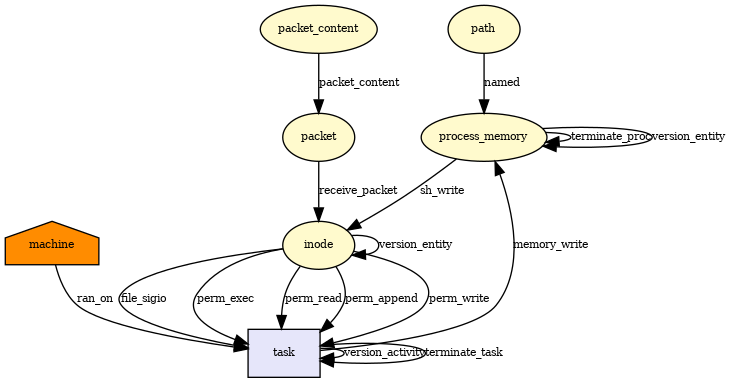 packet_content
path
packet_content
named
packet
process_memory
terminate_proc
version_entity
receive_packet
sh_write
machine
inode
version_entity
memory_write
ran_on
file_sigio
perm_exec
perm_read
perm_append
perm_write
task
version_activity
terminate_task